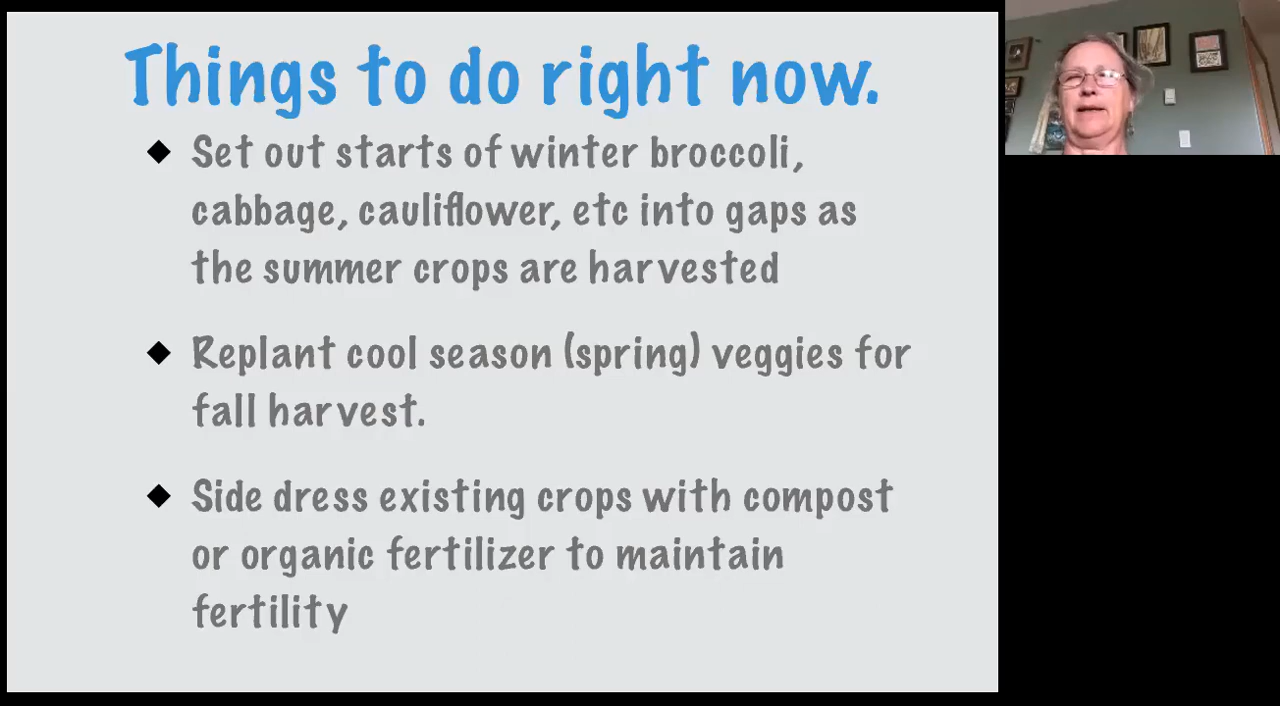 Things to do right now.
Set out starts of winter broccoli,
cabbage, cauliflower, etc into gaps as
the summer crops are harvested
Replant cool season (spring) veggies for
fall harvest.
Side dress existing crops with compost
or organic fertilizer to maintain
fertility